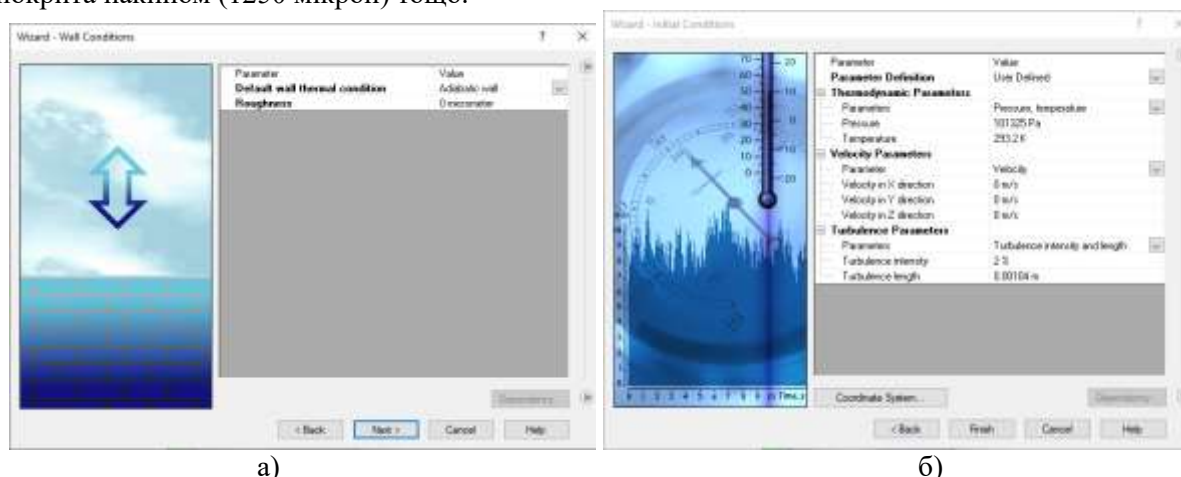 покрита накипом (1250 мікрон) тощо.
Wizard - Wall Conditions ? ×
Parameter Value
Default wall thermal condition Adiabatic wall
Roughness 0 micrometer
Dependency...
< Back Next > Cancel Help
а)
Wizard - Initial Conditions ?
Parameter Value
Parameter Definition User Defined
Thermodynamic Parameters
Parameters Pressure, temperature
Pressure 101325 Pa
Temperature 293.2 K
Velocity Parameters
Parameter Velocity
Velocity in X direction 0 m/s
Velocity in Y direction 0 m/s
Velocity in Z direction 0 m/s
Turbulence Parameters
Parameters Turbulence intensity and length
Turbulence intensity 2 %
Turbulence length 0.00104 m
Coordinate System... Dependency...
< Back Finish Cancel Help
б)